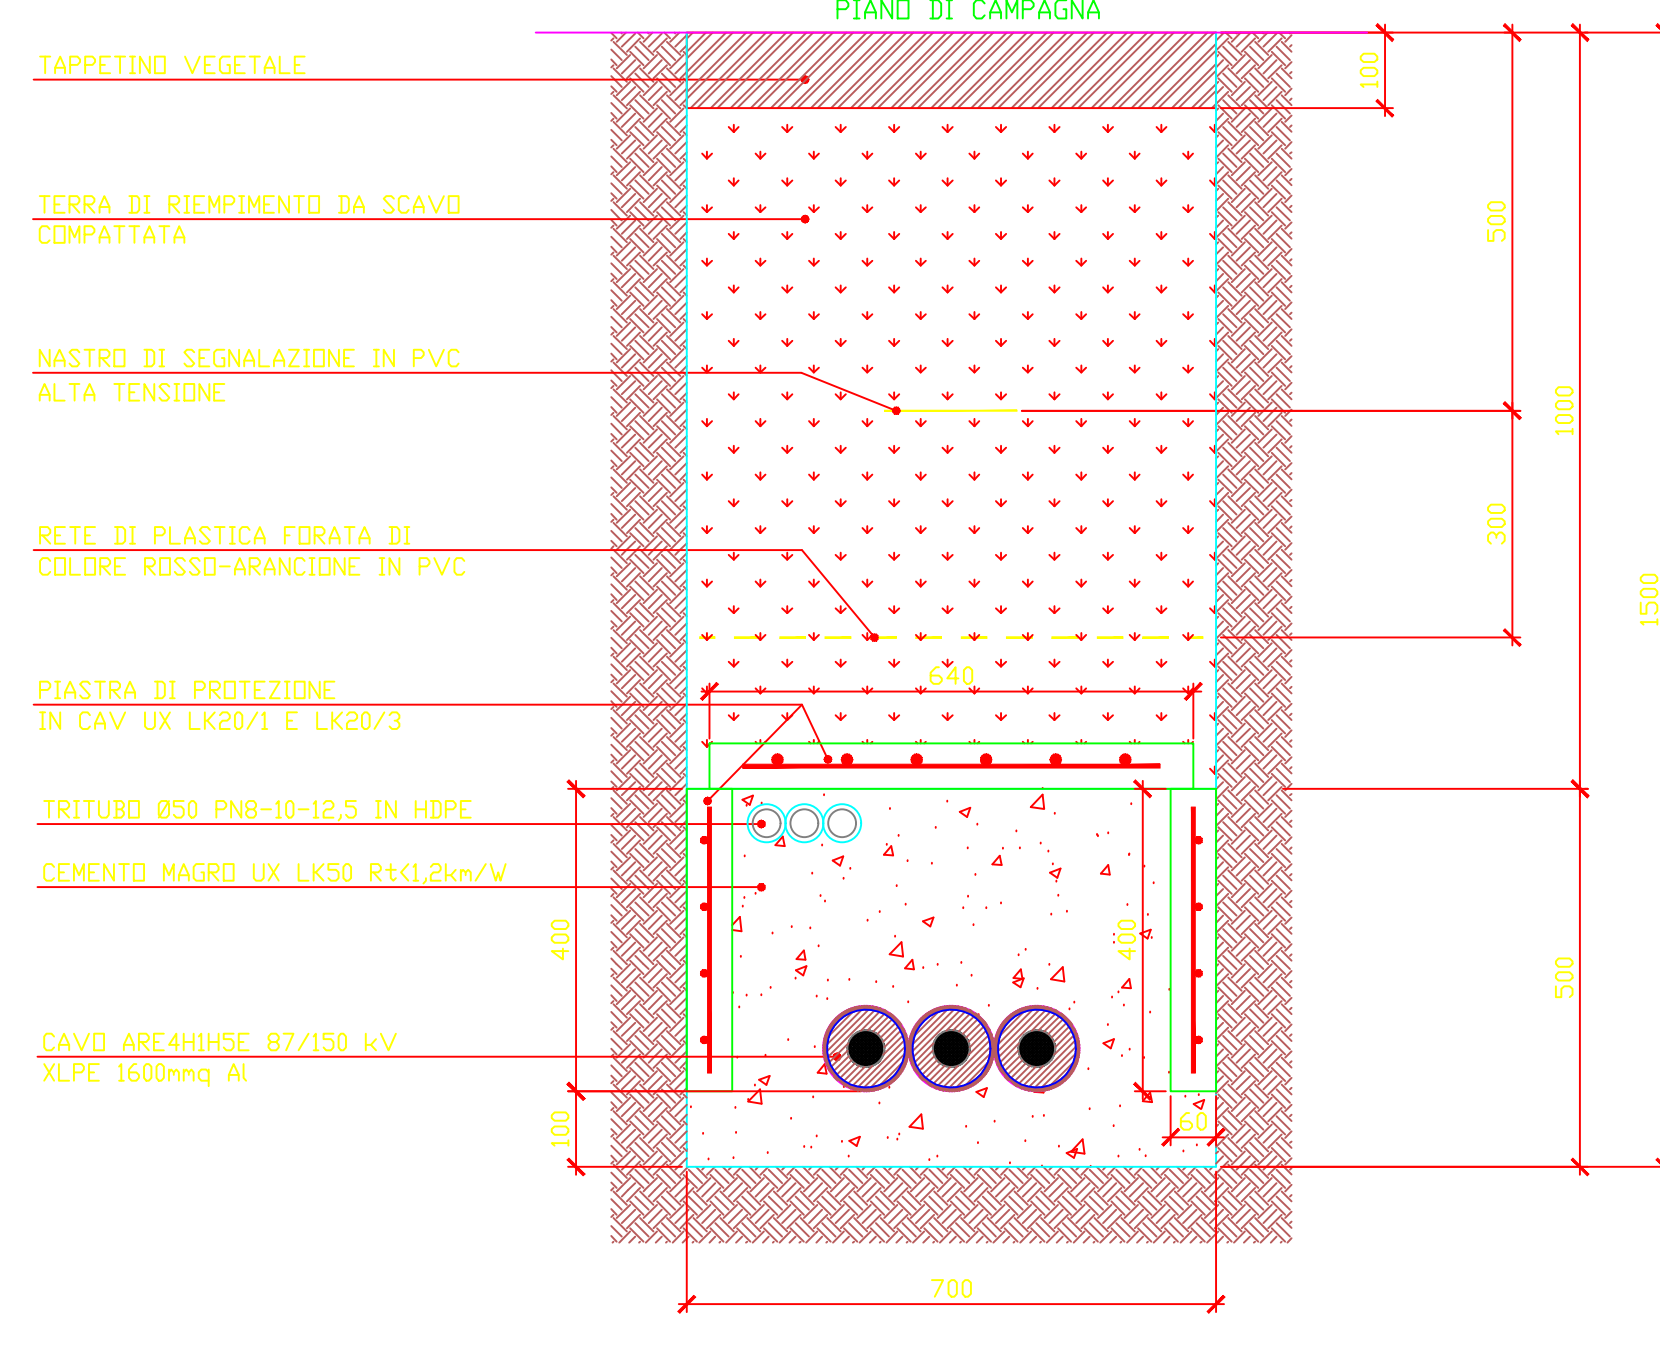 PIANO DI CAMPAGNA
TAPPETINO VEGETALE
100
TERRA DI RIEMPIMENTO DA SCAVO
COMPATTATA
500
NASTRO DI SEGNALAZIONE IN PVC
ALTA TENSIONE
1000
RETE DI PLASTICA FORATA DI
COLORE ROSSO-ARANCIONE IN PVC
300
1500
640
PIASTRA DI PROTEZIONE
IN CAV UX LK20/1 E LK20/3
TRITUBO Ø50 PN8-10-12,5 IN HDPE
CEMENTO MAGRO UX LK50 Rt<1,2km/W
400
400
500
CAVO ARE4H1H5E 87/150 kV
XLPE 1600mmq Al
100
60
700